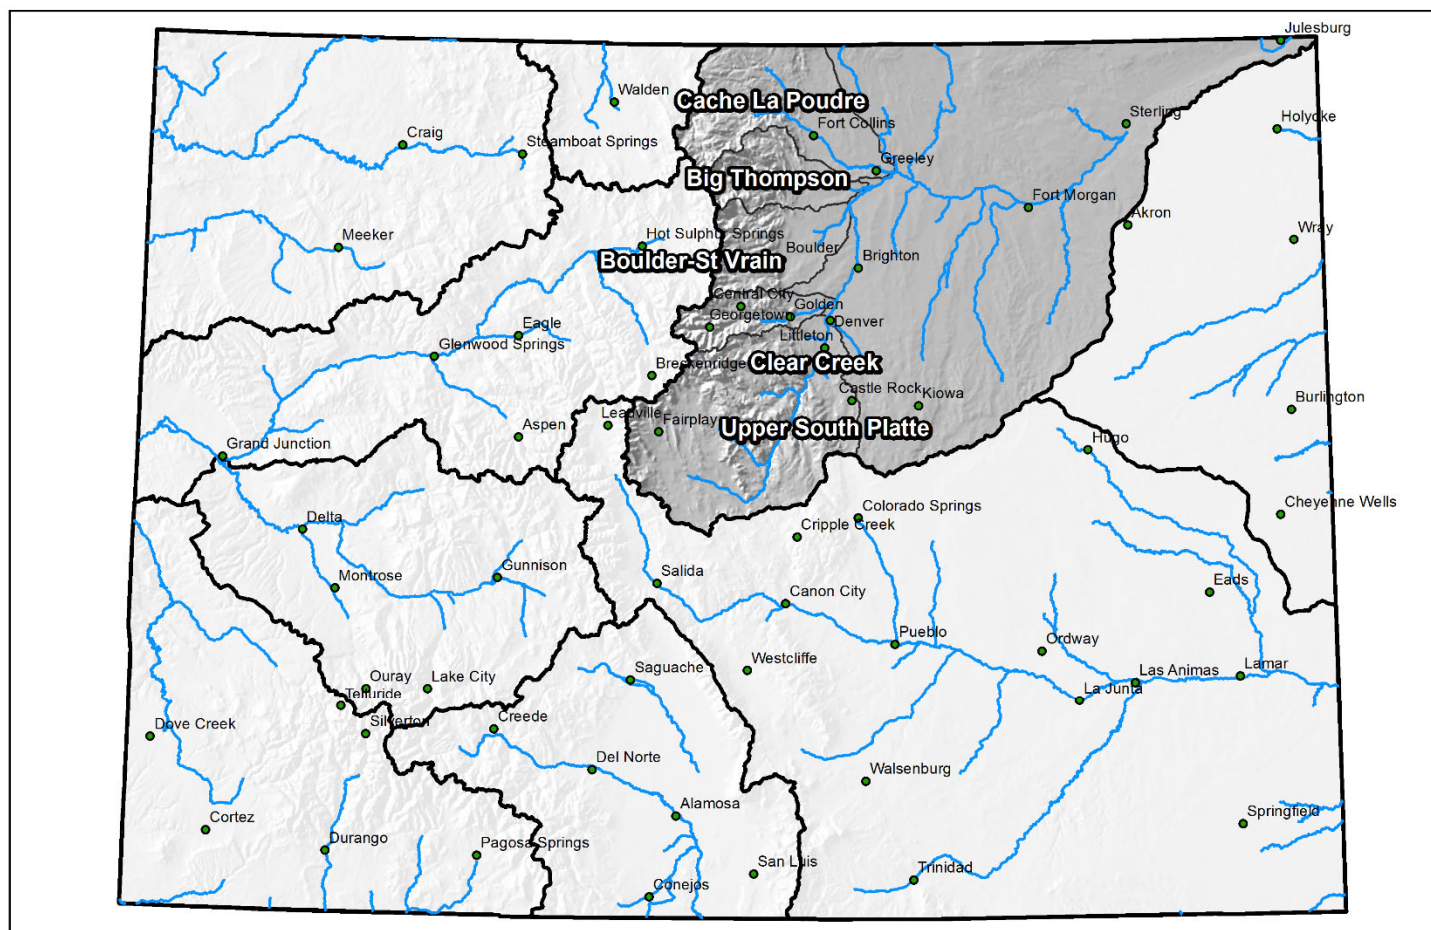 Julesburg
Walden
Cache La Poudre
Sterling
Holyoke
Craig
Fort Collins
Steamboat Springs
Greeley
Big Thompson
Fort Morgan
Akron
Wray
Meeker
Hot Sulphur Springs
Boulder
Brighton
Boulder-St Vrain
Central City
Golden
Georgetown
Denver
Eagle
Littleton
Glenwood Springs
Clear Creek
Breckenridge
Castle Rock
Kiowa
Burlington
Leadville
Fairplay
Upper South Platte
Aspen
Hugo
Grand Junction
Cheyenne Wells
Colorado Springs
Delta
Cripple Creek
Gunnison
Salida
Montrose
Canon City
Eads
Pueblo
Ordway
Westcliffe
Saguache
Las Animas
Lamar
Ouray
Lake City
La Junta
Telluride
Dove Creek
Silverton
Creede
Del Norte
Walsenburg
Alamosa
Springfield
Cortez
Durango
Pagosa Springs
San Luis
Trinidad
Conejos